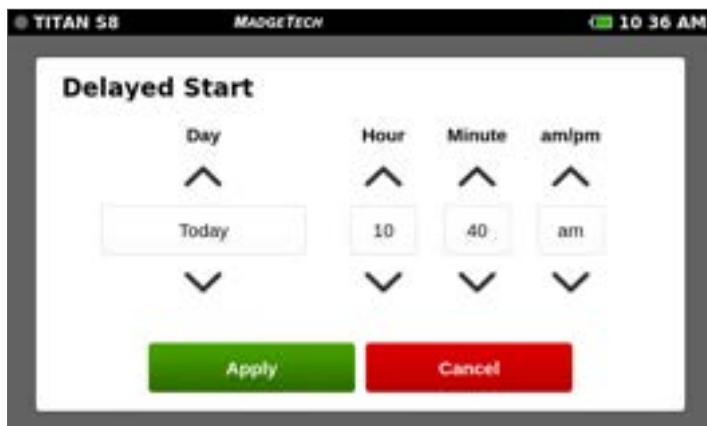 TITAN S8 MADGETECH 10 36 AM
Delayed Start
Day Hour Minute am/pm
Today 10 40 am
Apply Cancel